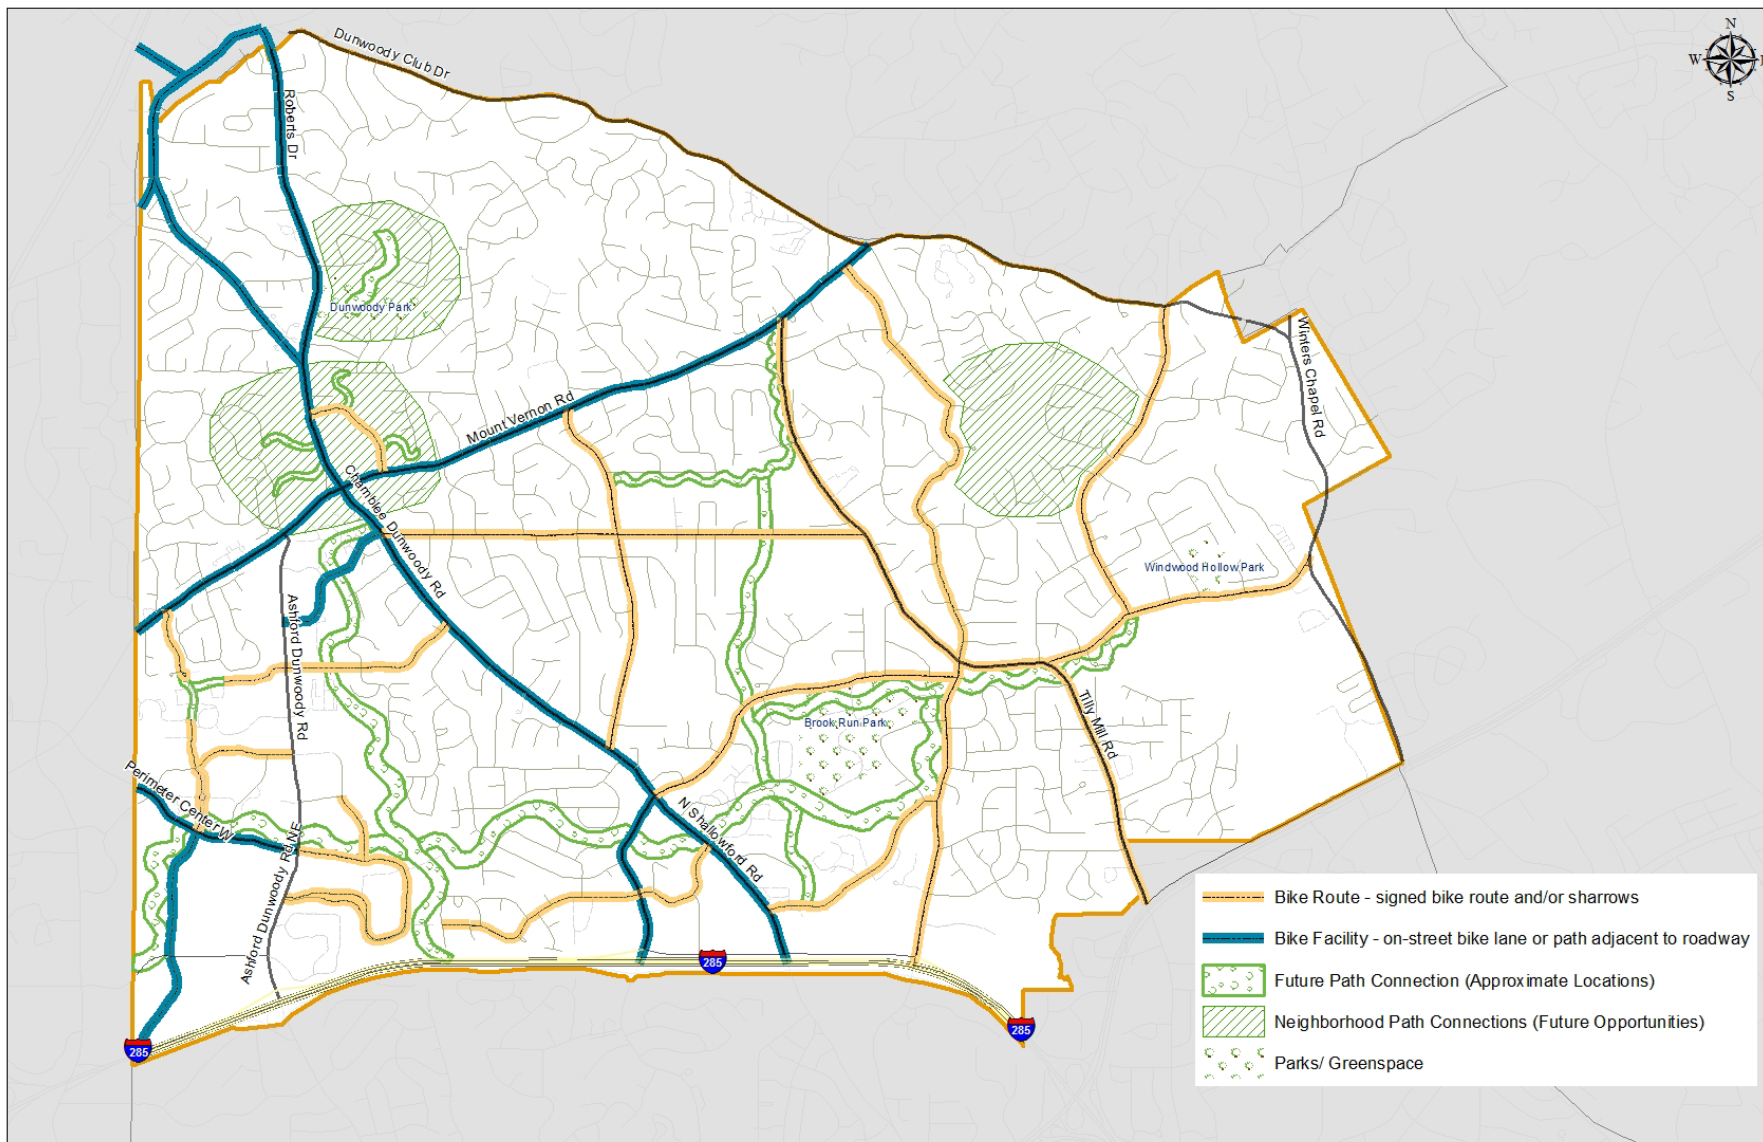 N
W
S
Dunwoody Club Dr
Roberts Dr
Dunwoody Park
Winters Chapel Rd
Mount Vernon Rd
Chamblee Dunwoody Rd
Windwood Hollow Park
Ashford Dunwoody Rd
Brook Run Park
Tilly Mill Rd
Perimeter Center W
N Shallowford Rd
Ashford Dunwoody Rd NE
285
285
285
Bike Route - signed bike route and/or sharrows
Bike Facility - on-street bike lane or path adjacent to roadway
Future Path Connection (Approximate Locations)
Neighborhood Path Connections (Future Opportunities)
Parks/ Greenspace